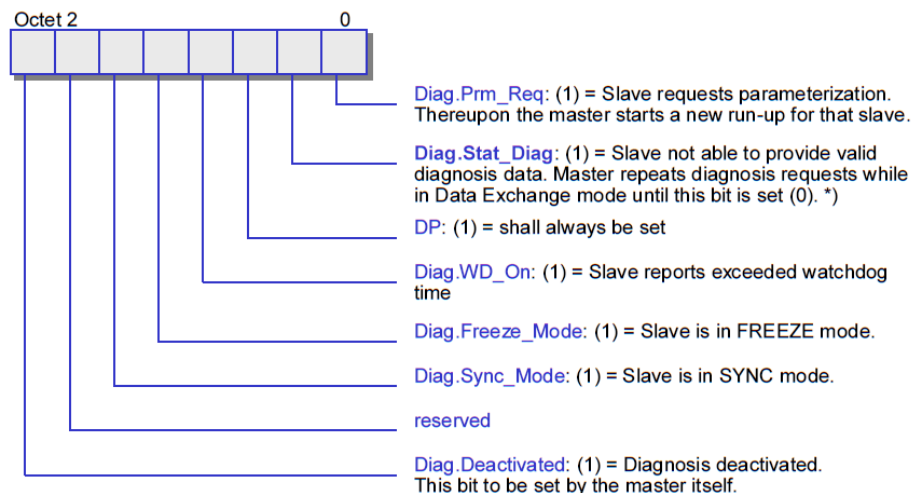 Octet 2 0
Diag.Prm_Req: (1) = Slave requests parameterization.
Thereupon the master starts a new run-up for that slave.
Diag.Stat_Diag: (1) = Slave not able to provide valid
diagnosis data. Master repeats diagnosis requests while
in Data Exchange mode until this bit is set (0). *)
DP: (1) = shall always be set
Diag.WD_On: (1) = Slave reports exceeded watchdog
time
Diag.Freeze_Mode: (1) = Slave is in FREEZE mode.
Diag.Sync_Mode: (1) = Slave is in SYNC mode.
reserved
Diag.Deactivated: (1) = Diagnosis deactivated.
This bit to be set by the master itself.